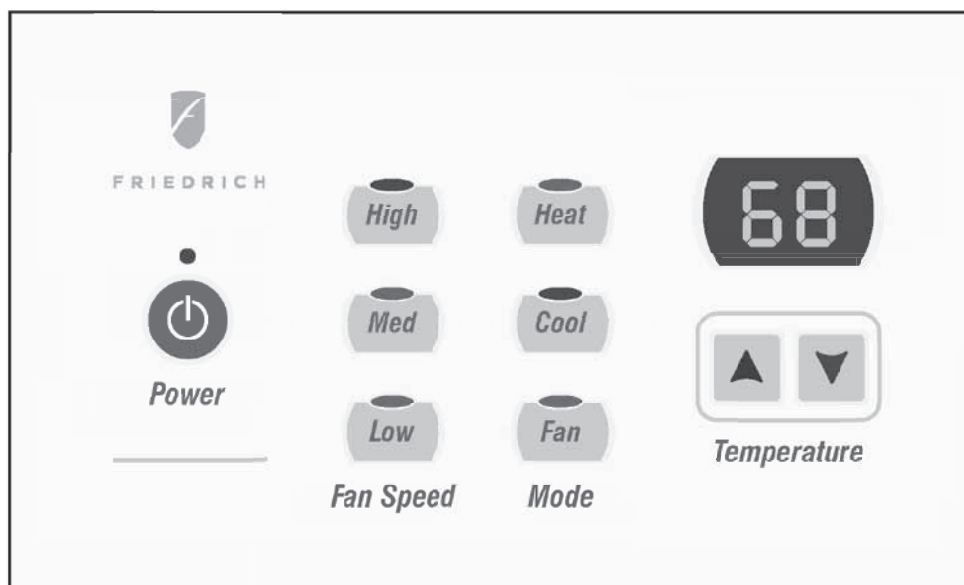 FRIEDRICH
Power
High
Med
Low
Fan Speed
Heat
Cool
Fan
Mode
68
Temperature